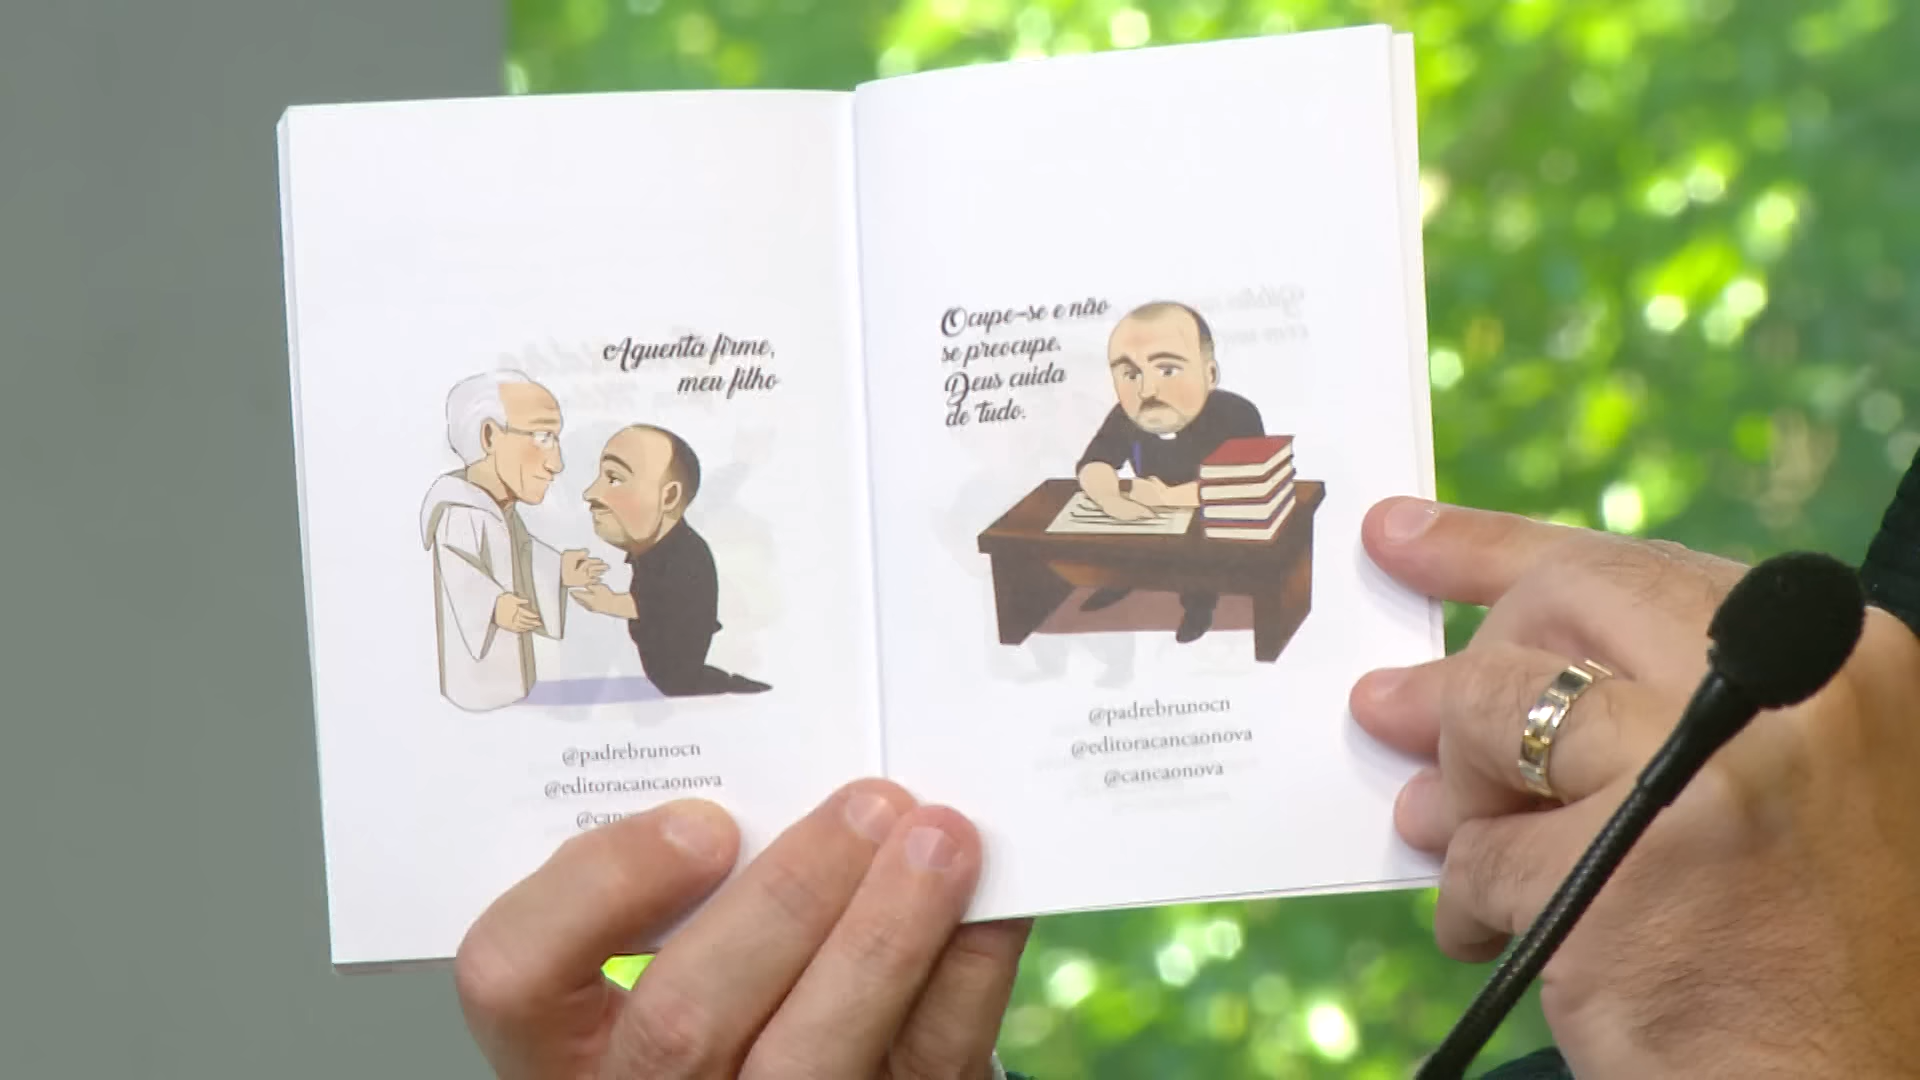 Aguenta firme,
meu filho
@padrebrunocn
@editoracancaonova
Ocupe-se e não
se preocupe.
Deus cuida
de tudo.
@padrebrunocn
@editoracancaonova
@cancaonova